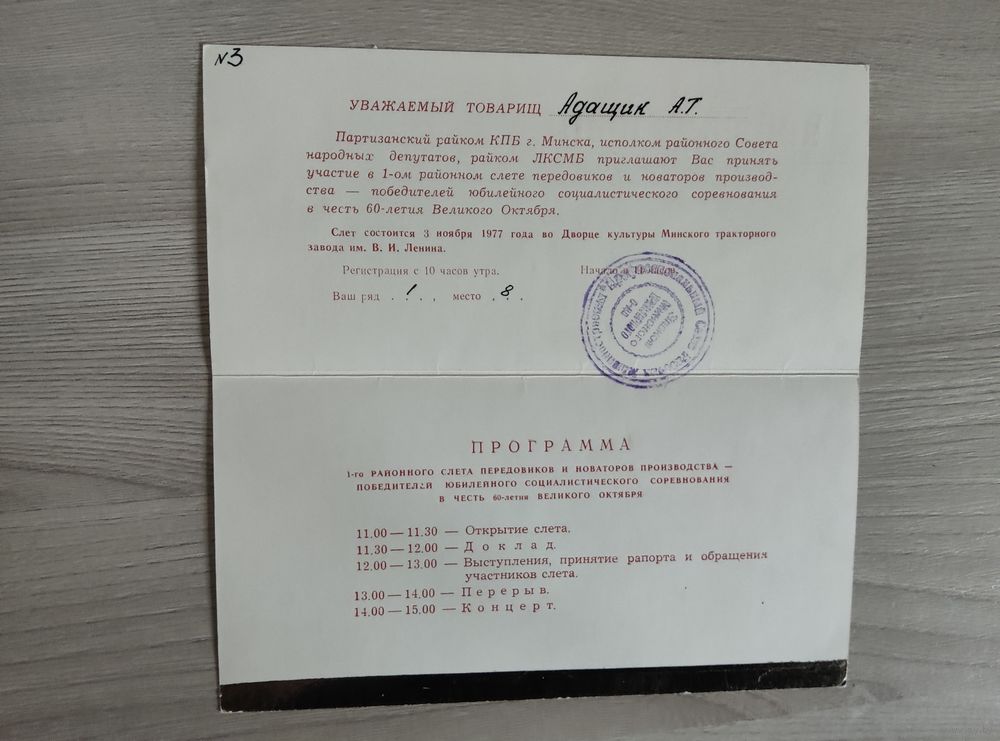 N3
УВАЖАЕМЫЙ ТОВАРИЩ Адащик А.Т.
Партизанский райком КПБ г. Минска, исполком районного Совета
народных депутатов, райком ЛКСМБ приглашают Вас принять
участие в 1-ом районном слете передовиков и новаторов производ-
ства — победителей юбилейного социалистического соревнования
в честь 60-летия Великого Октября.
Слет состоится 3 ноября 1977 года во Дворце культуры Минского тракторного
завода им. В. И. Ленина.
Регистрация с 10 часов утра. Начало в
Ваш ряд . 1 . , место . 8 .
ПРОГРАММА
1-го РАЙОННОГО СЛЕТА ПЕРЕДОВИКОВ И НОВАТОРОВ ПРОИЗВОДСТВА —
ПОБЕДИТЕЛЕЙ ЮБИЛЕЙНОГО СОЦИАЛИСТИЧЕСКОГО СОРЕВНОВАНИЯ
В ЧЕСТЬ 60-летия ВЕЛИКОГО ОКТЯБРЯ
11.00 — 11.30 — Открытие слета.
11.30 — 12.00 — Доклад.
12.00 — 13.00 — Выступления, принятие рапорта и обращения
участников слета.
13.00 — 14.00 — Перерыв.
14.00 — 15.00 — Концерт.